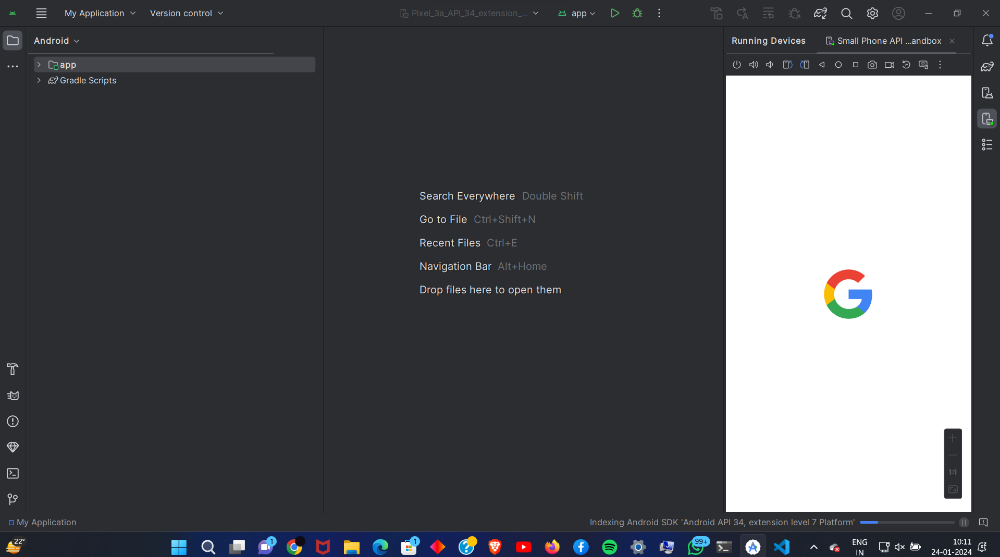 My Application
Version control
Pixel_3a_API_34_extension_...
app
Android
app
Gradle Scripts
Search Everywhere Double Shift
Go to File Ctrl+Shift+N
Recent Files Ctrl+E
Navigation Bar Alt+Home
Drop files here to open them
Running Devices
Small Phone API ...andbox
1:1
My Application
Indexing Android SDK 'Android API 34, extension level 7 Platform'
22°
1
1
99+
ENG
IN
10:11
24-01-2024